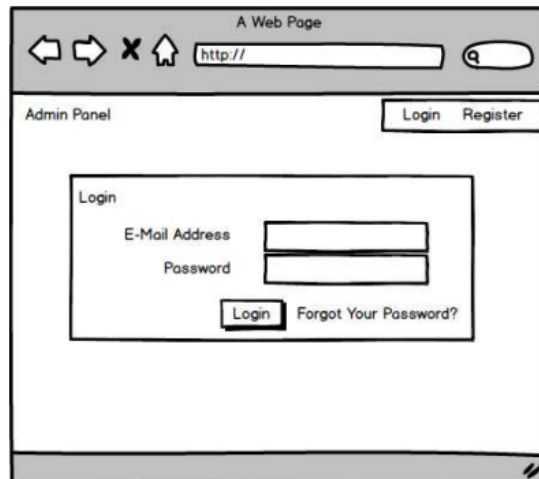 A Web Page
http://
Admin Panel
Login Register
Login
E-Mail Address
Password
Login Forgot Your Password?